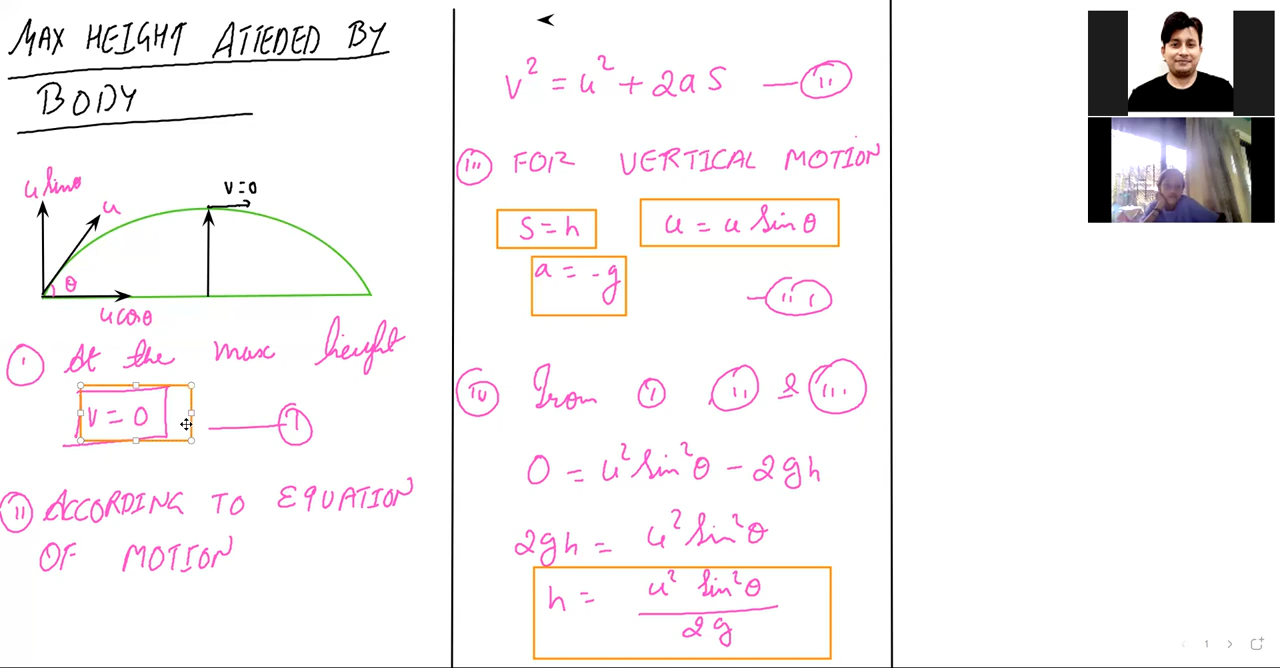 MAX HEIGHT ATTEDED BY
BODY
u sinθ
u
v=0
θ
u cosθ
(i) At the max height
v = 0 —(i)
(ii) ACCORDING TO EQUATION
OF MOTION
v² = u² + 2aS —(ii)
(iii) FOR VERTICAL MOTION
S = h
u = u sinθ
a = -g
—(iii)
(iv) From (i) (ii) & (iii)
0 = u² sin²θ - 2gh
2gh = u² sin²θ
h = u² sin²θ
2g
1